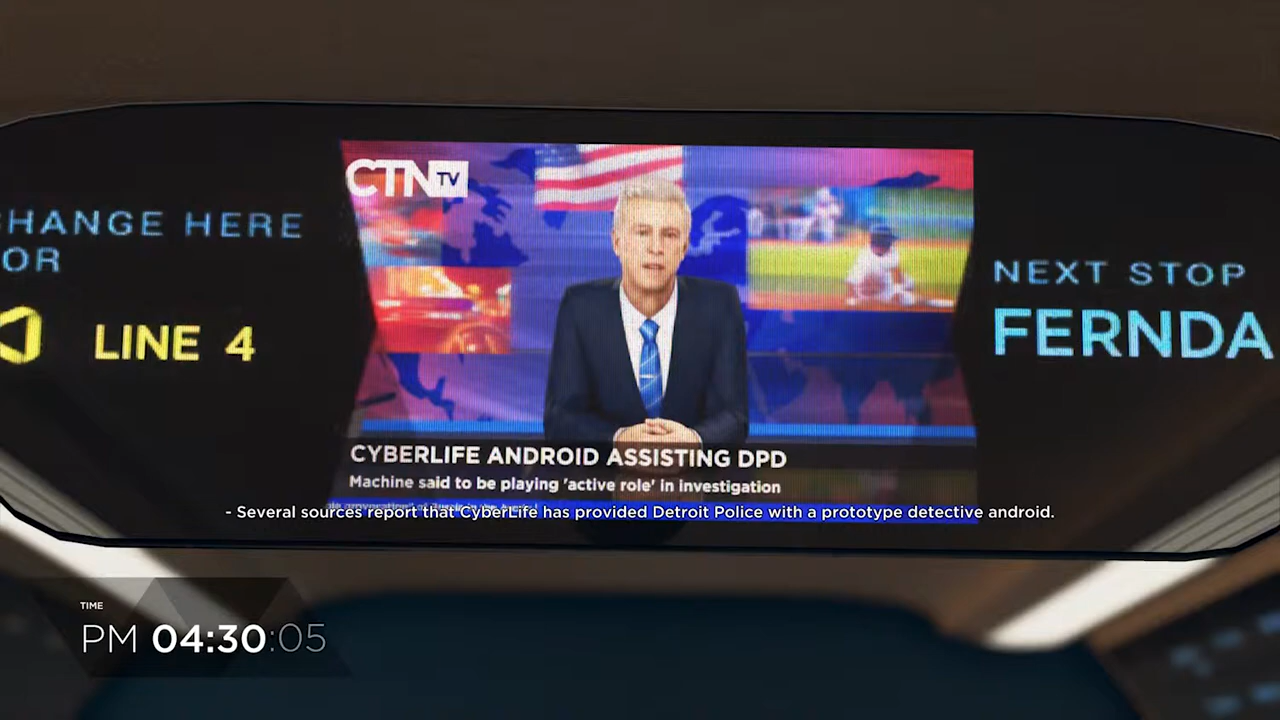 CTN TV
CHANGE HERE
OR
LINE 4
NEXT STOP
FERNDA
CYBERLIFE ANDROID ASSISTING DPD
Machine said to be playing 'active role' in investigation
- Several sources report that CyberLife has provided Detroit Police with a prototype detective android.
TIME
PM 04:30:05